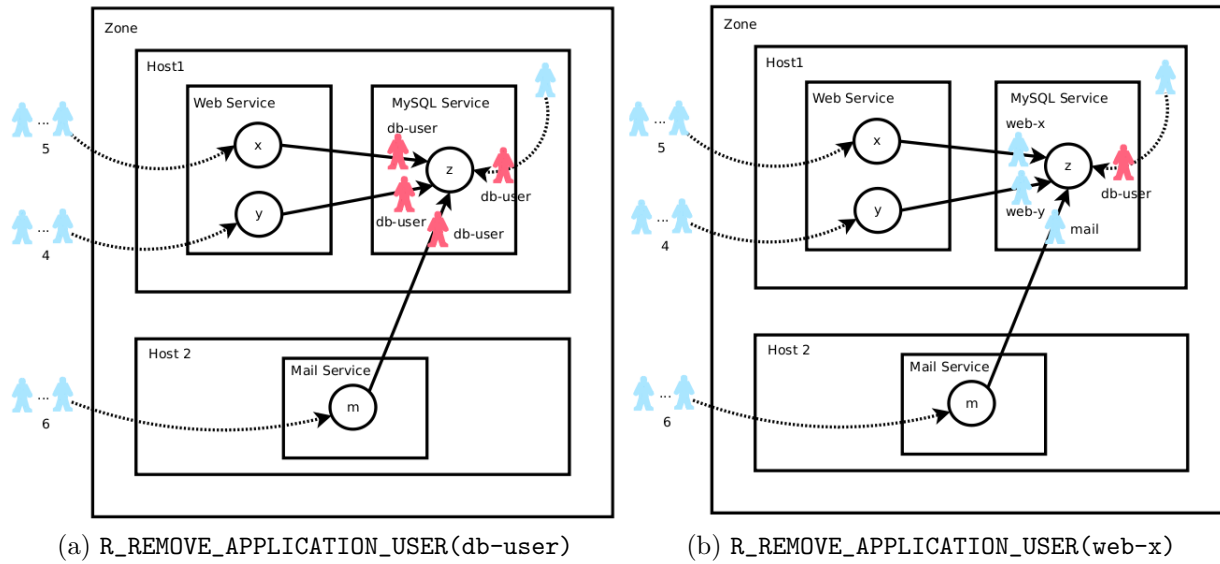 Zone
Host1
Web Service
MySQL Service
...
5
x
db-user
z
db-user
...
4
y
db-user
db-user
Host 2
Mail Service
...
6
m
(a) R_REMOVE_APPLICATION_USER(db-user)
Zone
Host1
Web Service
MySQL Service
...
5
x
web-x
z
db-user
...
4
y
web-y
mail
Host 2
Mail Service
...
6
m
(b) R_REMOVE_APPLICATION_USER(web-x)